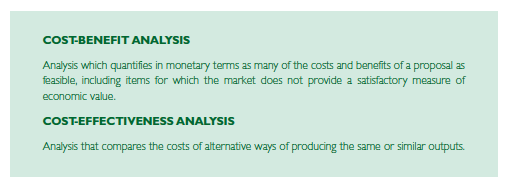 COST-BENEFIT ANALYSIS
Analysis which quantifies in monetary terms as many of the costs and benefits of a proposal as
feasible, including items for which the market does not provide a satisfactory measure of
economic value.
COST-EFFECTIVENESS ANALYSIS
Analysis that compares the costs of alternative ways of producing the same or similar outputs.